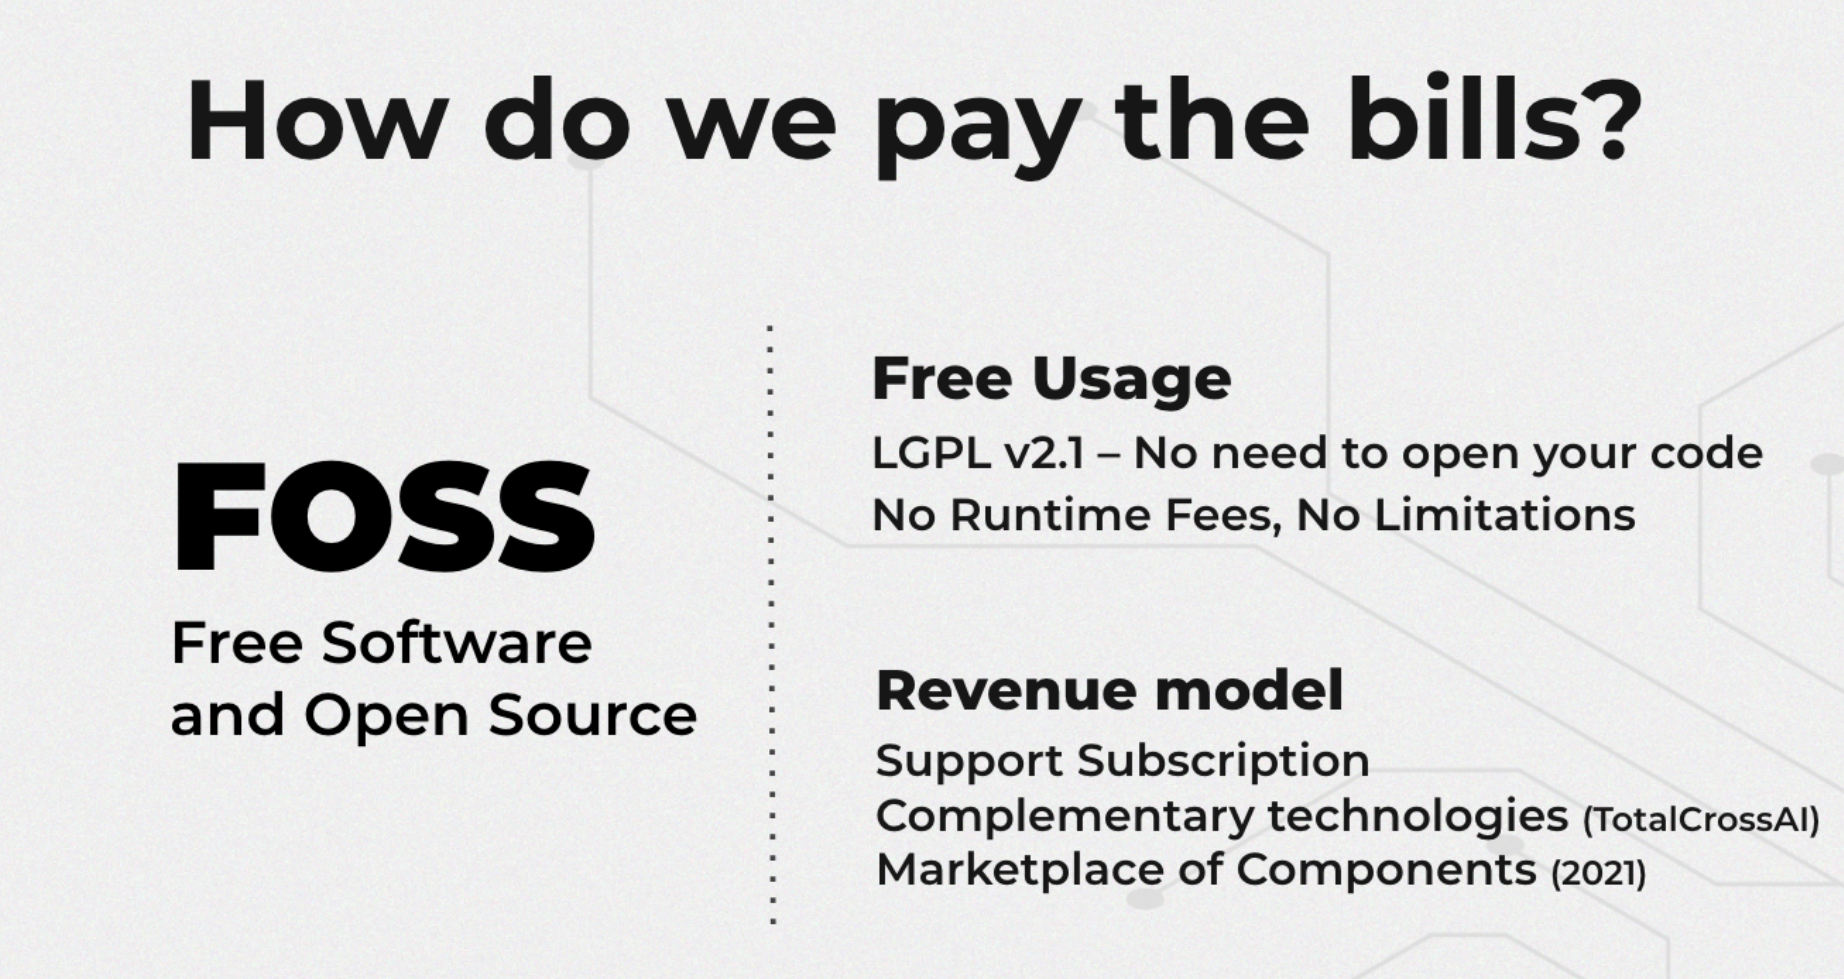 How do we pay the bills?
FOSS
Free Software
and Open Source
Free Usage
LGPL v2.1 – No need to open your code
No Runtime Fees, No Limitations
Revenue model
Support Subscription
Complementary technologies (TotalCrossAI)
Marketplace of Components (2021)